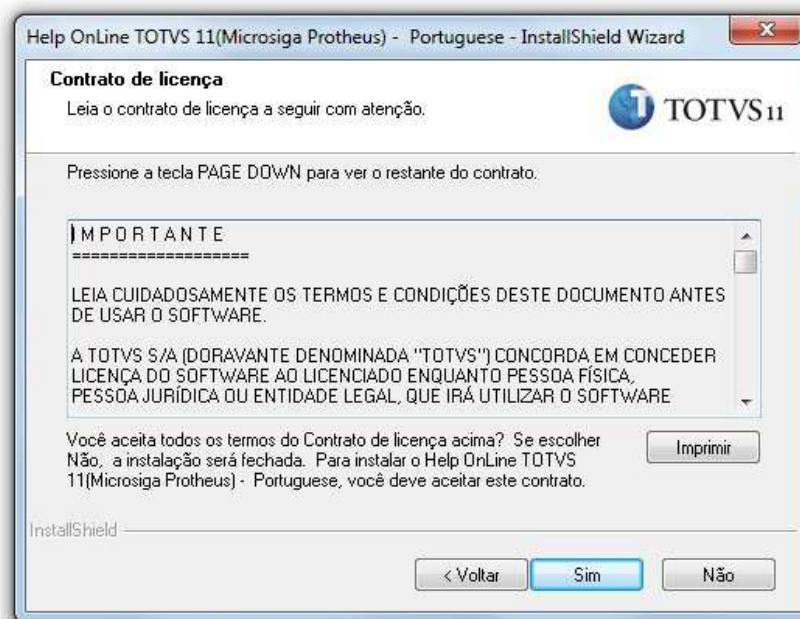 Help OnLine TOTVS 11(Microsiga Protheus) - Portuguese - InstallShield Wizard
Contrato de licença
Leia o contrato de licença a seguir com atenção.
TOTVS 11
Pressione a tecla PAGE DOWN para ver o restante do contrato.
I M P O R T A N T E
===================
LEIA CUIDADOSAMENTE OS TERMOS E CONDIÇÕES DESTE DOCUMENTO ANTES
DE USAR O SOFTWARE.
A TOTVS S/A (DORAVANTE DENOMINADA "TOTVS") CONCORDA EM CONCEDER
LICENÇA DO SOFTWARE AO LICENCIADO ENQUANTO PESSOA FÍSICA,
PESSOA JURÍDICA OU ENTIDADE LEGAL, QUE IRÁ UTILIZAR O SOFTWARE
Você aceita todos os termos do Contrato de licença acima? Se escolher
Não, a instalação será fechada. Para instalar o Help OnLine TOTVS
11(Microsiga Protheus) - Portuguese, você deve aceitar este contrato.
Imprimir
InstallShield
< Voltar
Sim
Não